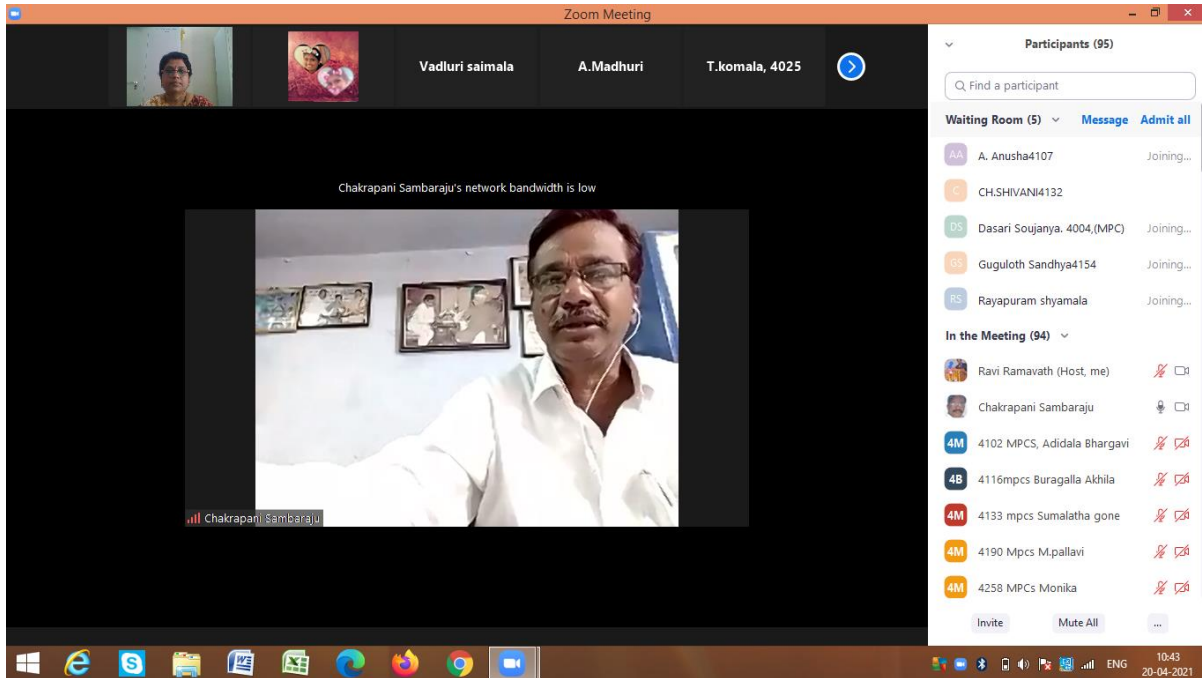 Zoom Meeting
Vadluri saimala
A.Madhuri
T.komala, 4025
Chakrapani Sambaraju's network bandwidth is low
Chakrapani Sambaraju
Participants (95)
Find a participant
Waiting Room (5) Message Admit all
AA A. Anusha4107 Joining...
C CH.SHIVANI4132
DS Dasari Soujanya. 4004,(MPC) Joining...
GS Guguloth Sandhya4154 Joining...
RS Rayapuram shyamala Joining...
In the Meeting (94)
Ravi Ramavath (Host, me)
Chakrapani Sambaraju
4M 4102 MPCS, Adidala Bhargavi
4B 4116mpcs Buragalla Akhila
4M 4133 mpcs Sumalatha gone
4M 4190 Mpcs M.pallavi
4M 4258 MPCs Monika
Invite Mute All ...
ENG 10:43
20-04-2021